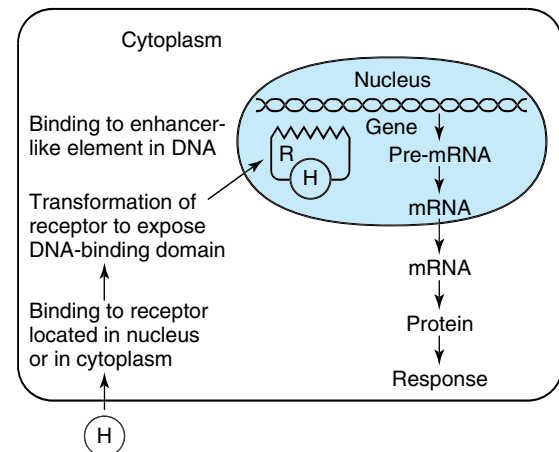 Cytoplasm
Nucleus
Gene
Binding to enhancer-
like element in DNA
R
H
Pre-mRNA
Transformation of
receptor to expose
DNA-binding domain
mRNA
mRNA
Binding to receptor
located in nucleus
or in cytoplasm
Protein
Response
H